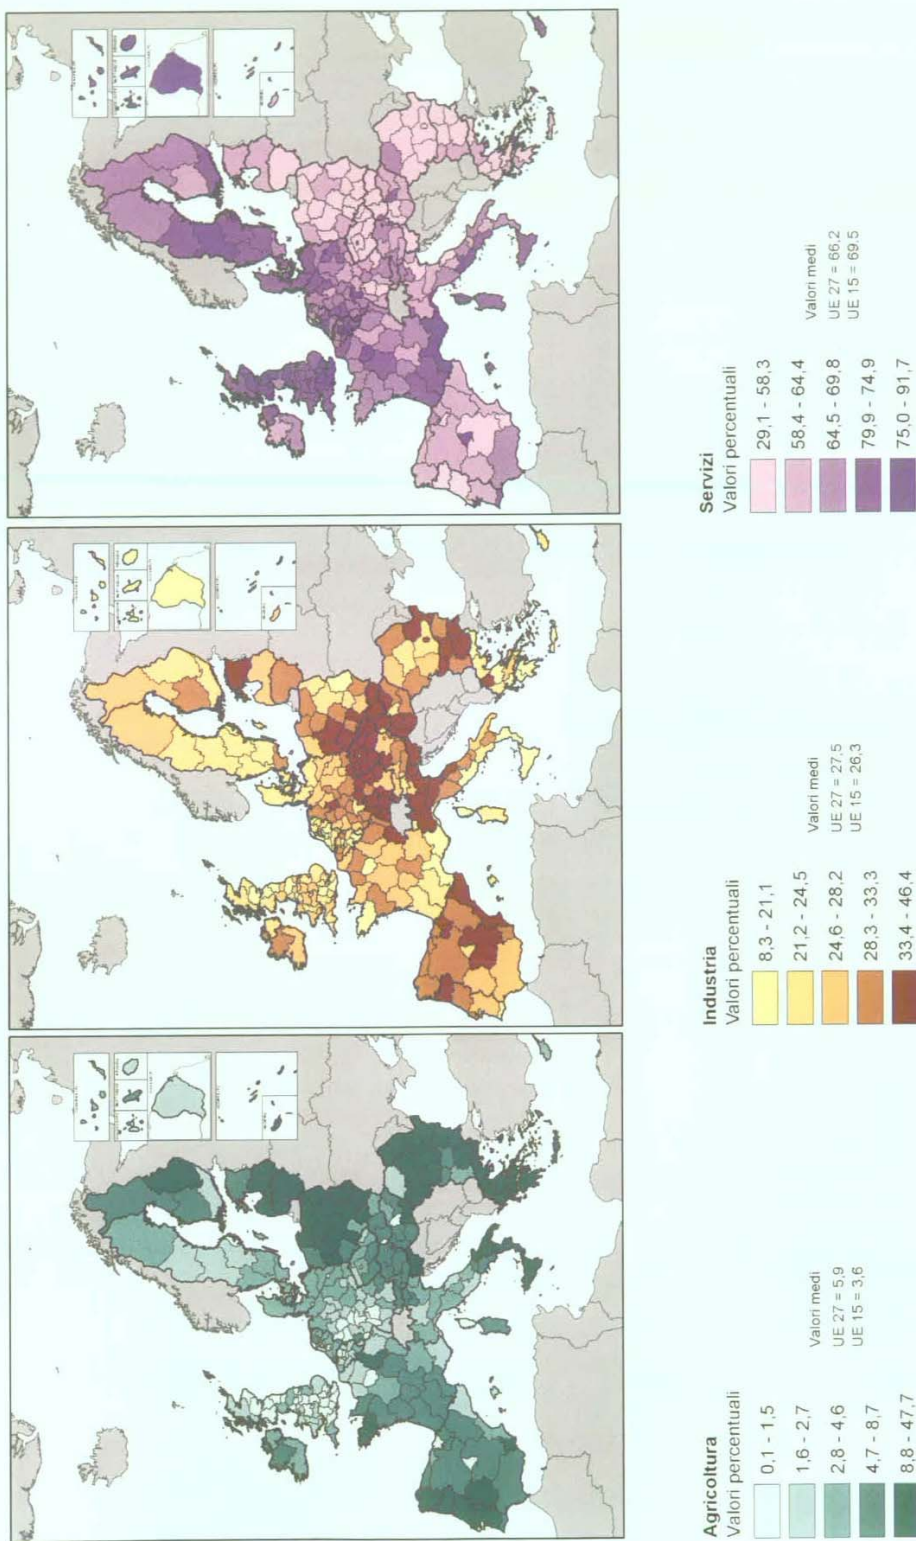 Agricoltura
Valori percentuali
0,1 - 1,5
1,6 - 2,7
2,8 - 4,6
4,7 - 8,7
8,8 - 47,7
Valori medi
UE 27 = 5,9
UE 15 = 3,6
Industria
Valori percentuali
8,3 - 21,1
21,2 - 24,5
24,6 - 28,2
28,3 - 33,3
33,4 - 46,4
Valori medi
UE 27 = 27,5
UE 15 = 26,3
Servizi
Valori percentuali
29,1 - 58,3
58,4 - 64,4
64,5 - 69,8
79,9 - 74,9
75,0 - 91,7
Valori medi
UE 27 = 66,2
UE 15 = 69,5